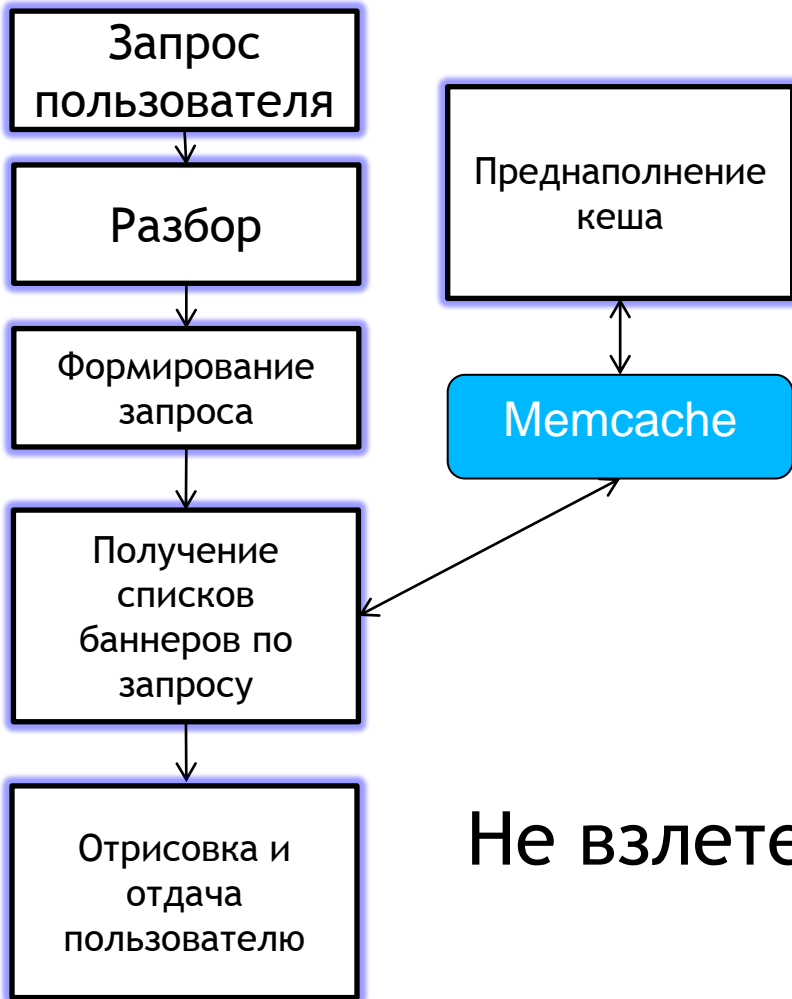 Запрос
пользователя
Разбор
Формирование
запроса
Получение
списков
баннеров по
запросу
Отрисовка и
отдача
пользователю
Преднаполнение
кеша
Memcache
Не взлете